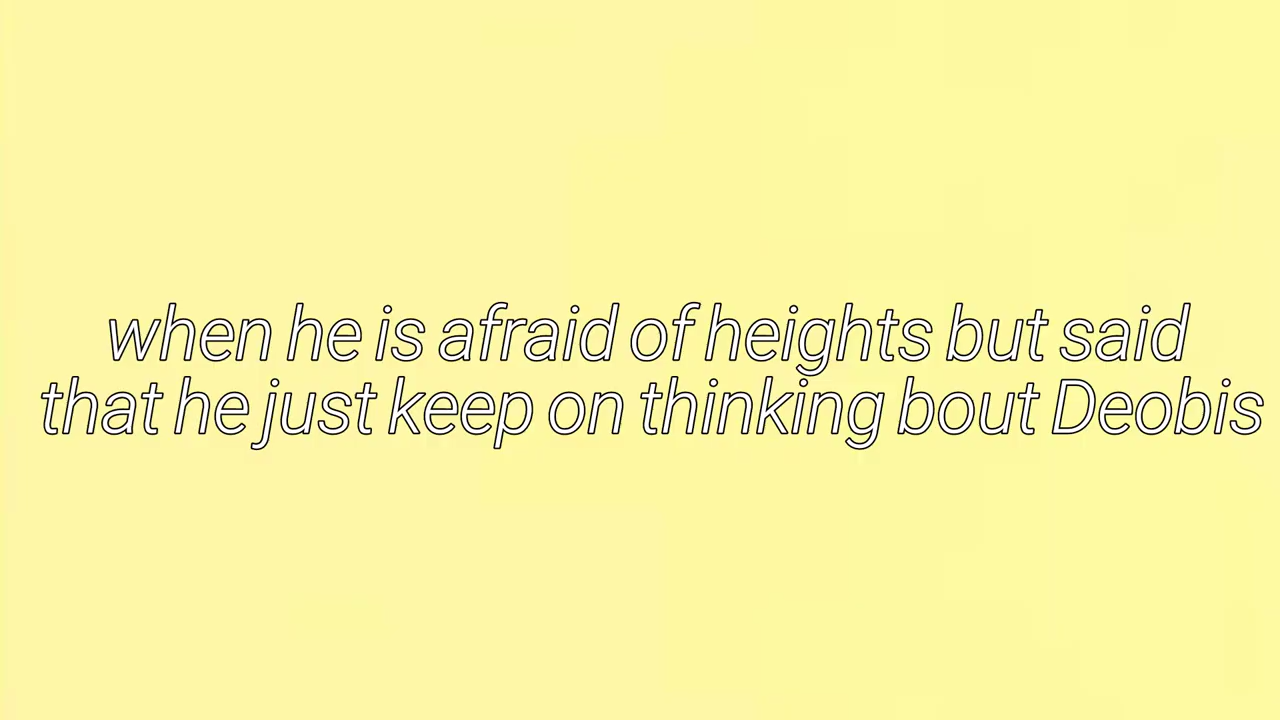 when he is afraid of heights but said
that he just keep on thinking bout Deobis